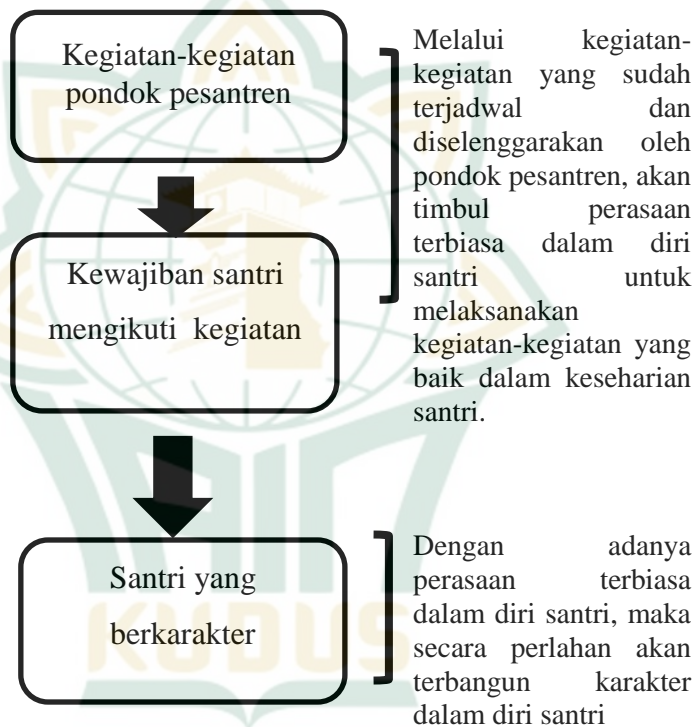 Kegiatan-kegiatan
pondok pesantren
Kewajiban santri
mengikuti kegiatan
Santri yang
berkarakter
Melalui kegiatan-
kegiatan yang sudah
terjadwal dan
diselenggarakan oleh
pondok pesantren, akan
timbul perasaan
terbiasa dalam diri
santri untuk
melaksanakan
kegiatan-kegiatan yang
baik dalam keseharian
santri.
Dengan adanya
perasaan terbiasa
dalam diri santri, maka
secara perlahan akan
terbangun karakter
dalam diri santri
KUDUS